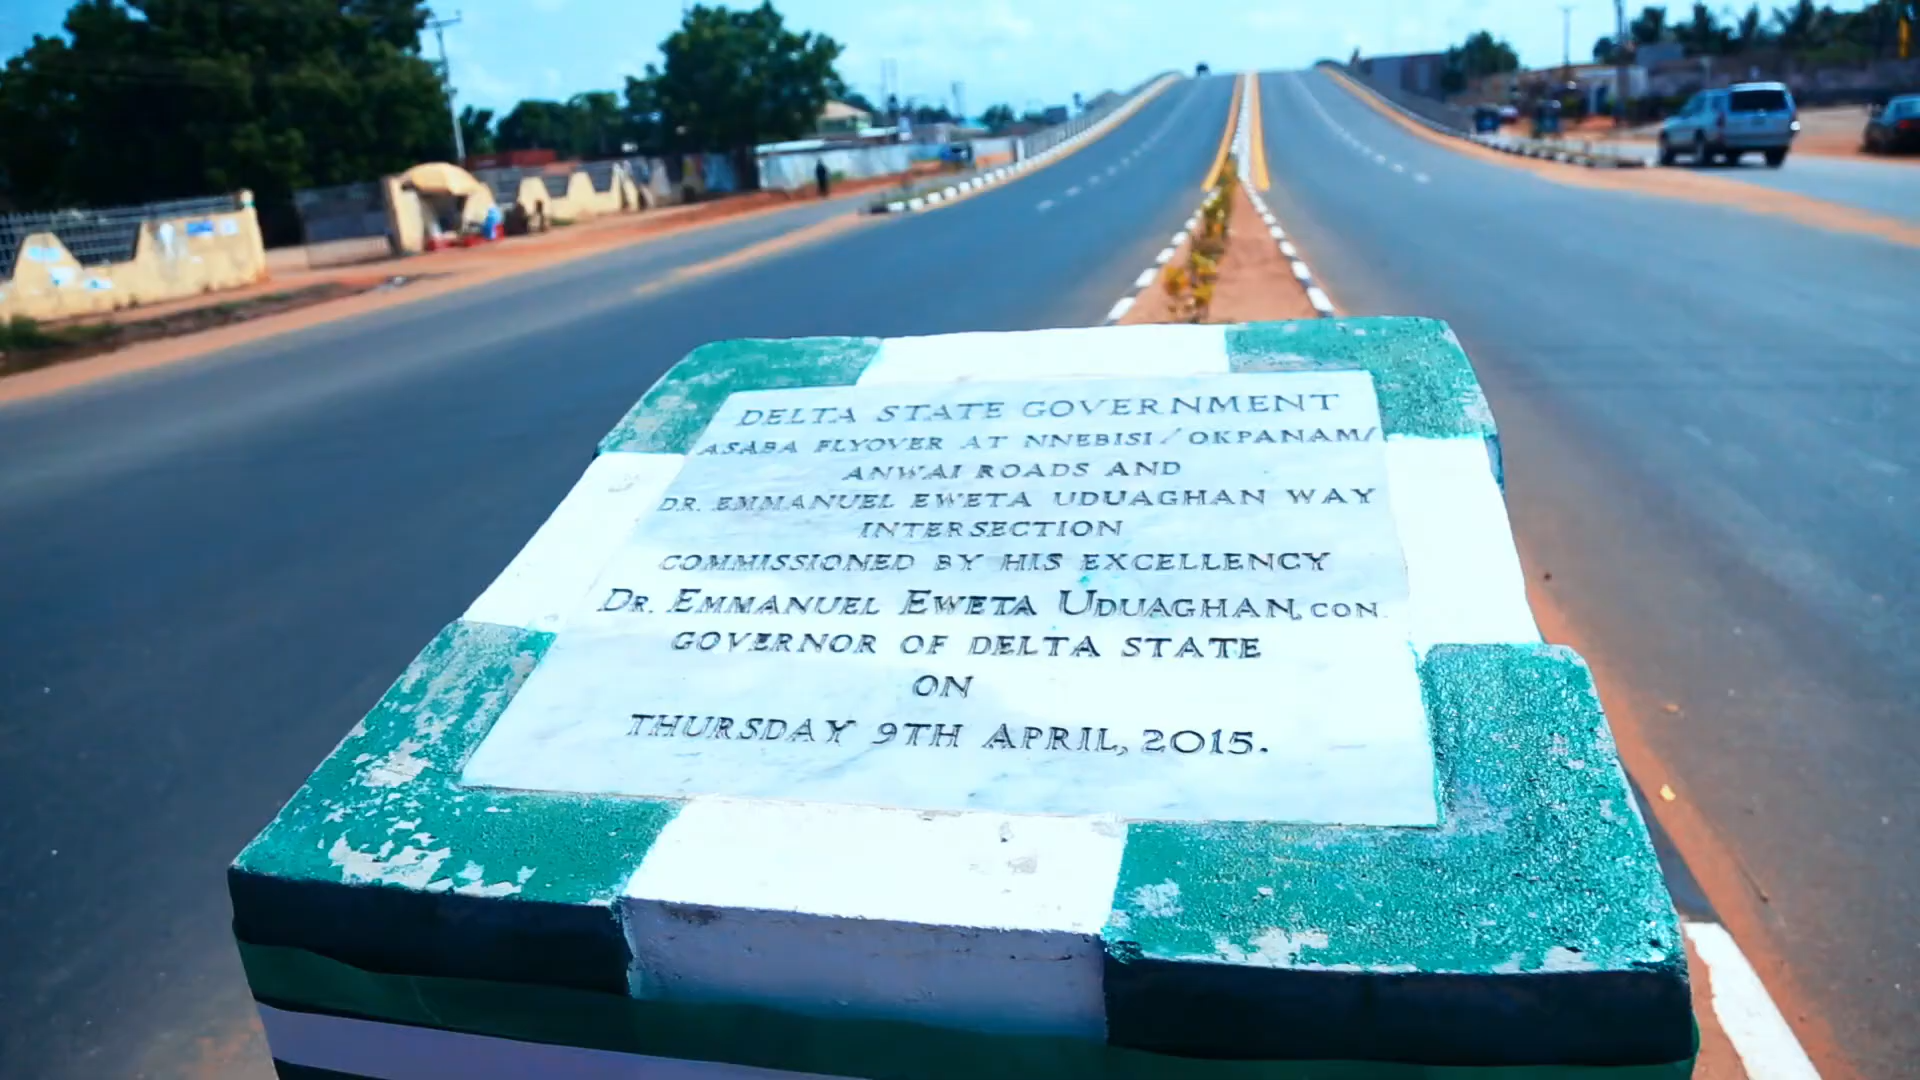 DELTA STATE GOVERNMENT
ASABA FLYOVER AT NNEBISI/OKPANAM/
ANWAI ROADS AND
DR. EMMANUEL EWETA UDUAGHAN WAY
INTERSECTION
COMMISSIONED BY HIS EXCELLENCY
DR. EMMANUEL EWETA UDUAGHAN, CON.
GOVERNOR OF DELTA STATE
ON
THURSDAY 9TH APRIL, 2015.